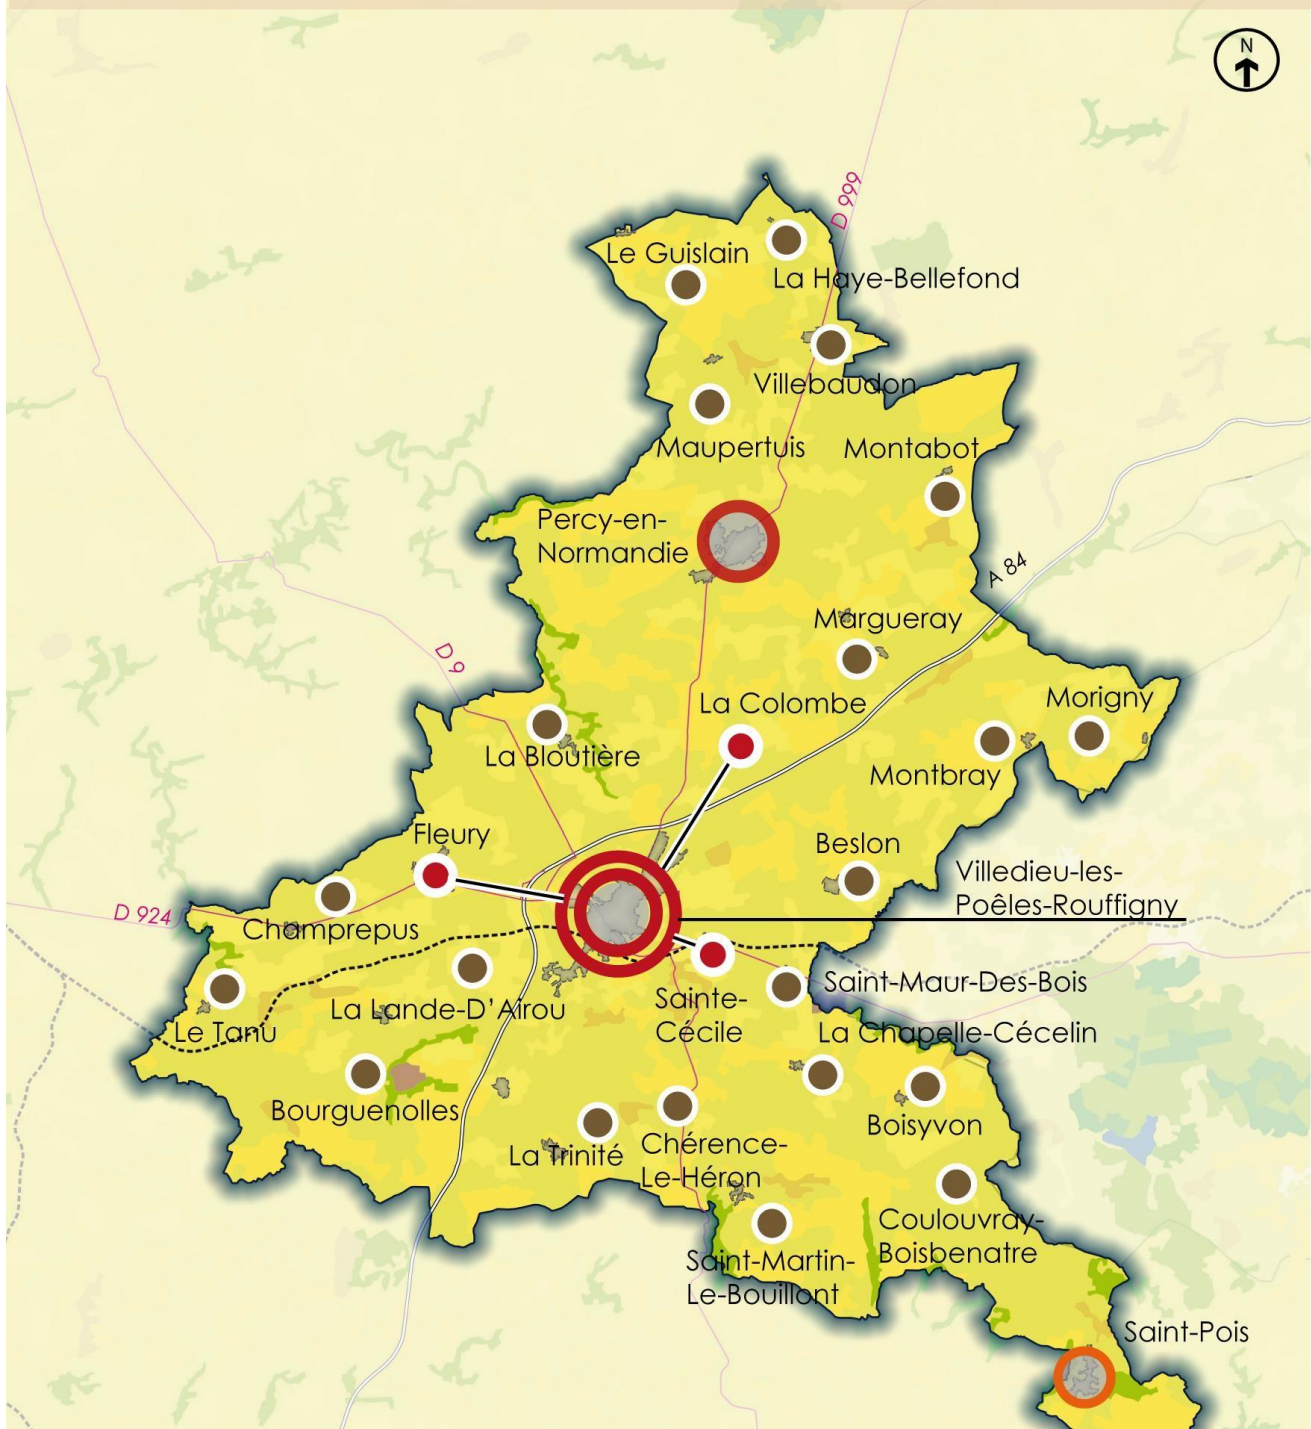 N
D 999
Le Guislain
La Haye-Bellefond
Villebaudon
Maupertuis
Montabot
Percy-en-
Normandie
A 84
Margueray
D 9
La Colombe
Morigny
La Bloutière
Montbray
Fleury
Beslon
Villedieu-les-
Poêles-Rouffigny
D 924
Champrepus
Saint-Maur-Des-Bois
La Lande-D'Airou
Sainte-
Cécile
Le Tanu
La Chapelle-Cécelin
Bourguenolles
Boisyvon
La Trinité
Chérence-
Le-Héron
Coulouvray-
Boisbenatre
Saint-Martin-
Le-Bouillont
Saint-Pois